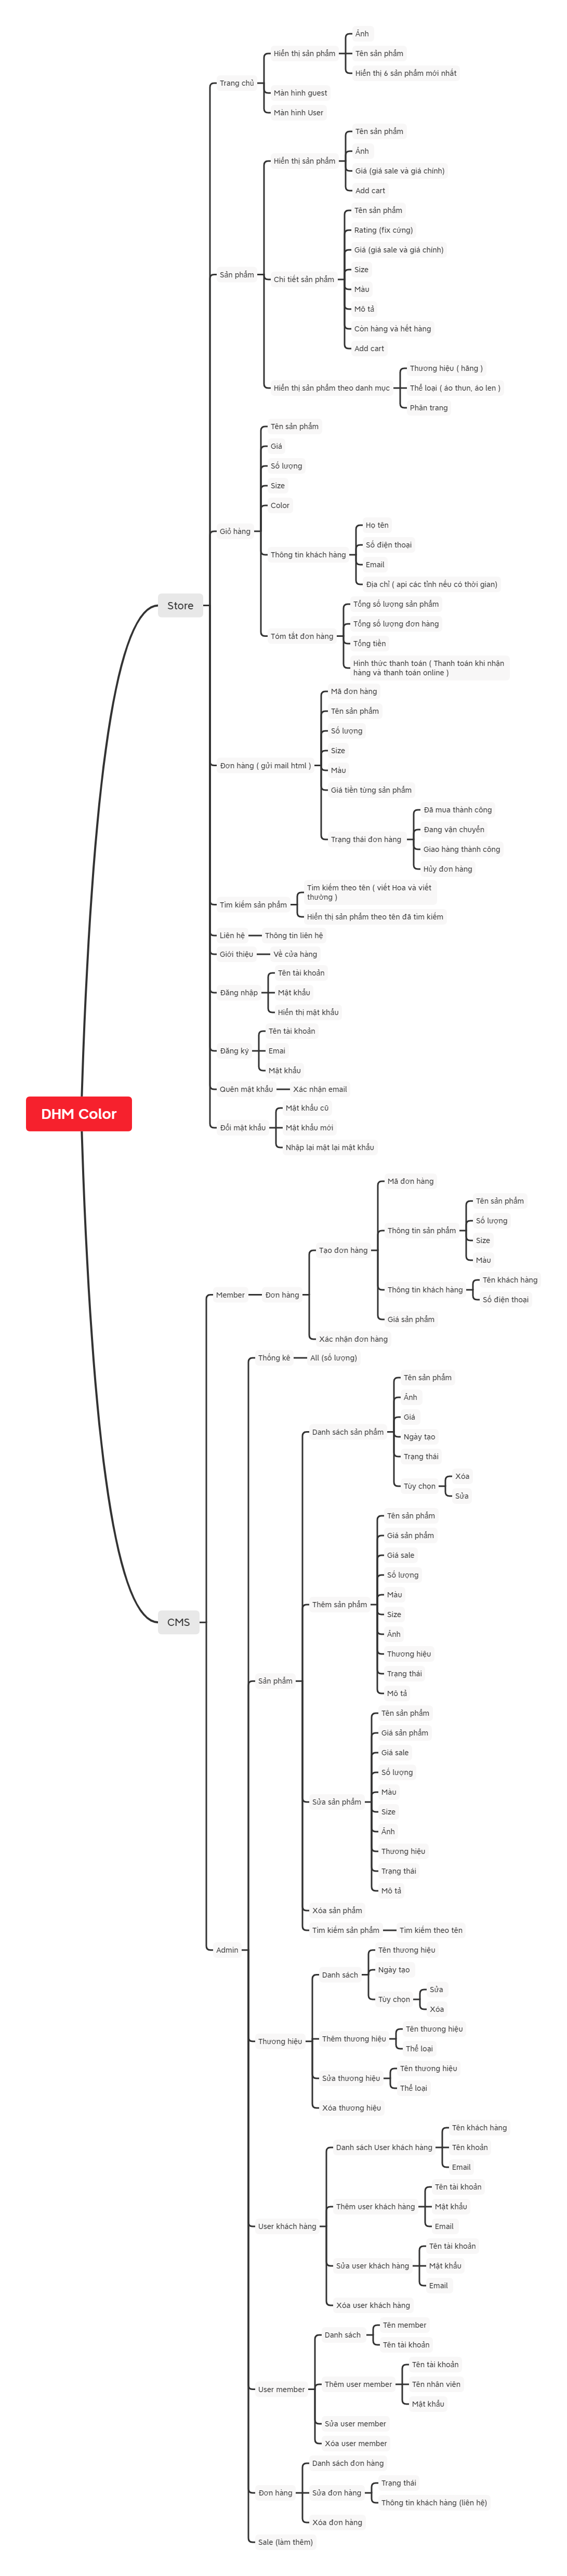 DHM Color
Store
Trang chủ
Hiển thị sản phẩm
Ảnh
Tên sản phẩm
Hiển thị 6 sản phẩm mới nhất
Màn hình guest
Màn hình User
Sản phẩm
Hiển thị sản phẩm
Tên sản phẩm
Ảnh
Giá (giá sale và giá chính)
Add cart
Chi tiết sản phẩm
Tên sản phẩm
Rating (fix cứng)
Giá (giá sale và giá chính)
Size
Màu
Mô tả
Còn hàng và hết hàng
Add cart
Hiển thị sản phẩm theo danh mục
Thương hiệu ( hãng )
Thể loại ( áo thun, áo len )
Phân trang
Giỏ hàng
Tên sản phẩm
Giá
Số lượng
Size
Color
Thông tin khách hàng
Họ tên
Số điện thoại
Email
Địa chỉ ( api các tỉnh nếu có thời gian)
Tóm tắt đơn hàng
Tổng số lượng sản phẩm
Tổng số lượng đơn hàng
Tổng tiền
Hình thức thanh toán ( Thanh toán khi nhận
hàng và thanh toán online )
Đơn hàng ( gửi mail html )
Mã đơn hàng
Tên sản phẩm
Số lượng
Size
Màu
Giá tiền từng sản phẩm
Trạng thái đơn hàng
Đã mua thành công
Đang vận chuyển
Giao hàng thành công
Hủy đơn hàng
Tìm kiếm sản phẩm
Tìm kiếm theo tên ( viết Hoa và viết
thường )
Hiển thị sản phẩm theo tên đã tìm kiếm
Liên hệ
Thông tin liên hệ
Giới thiệu
Về cửa hàng
Đăng nhập
Tên tài khoản
Mật khẩu
Hiển thị mật khẩu
Đăng ký
Tên tài khoản
Emai
Mật khẩu
Quên mật khẩu
Xác nhận email
Đổi mật khẩu
Mật khẩu cũ
Mật khẩu mới
Nhập lại mật lại mật khẩu
CMS
Member
Đơn hàng
Tạo đơn hàng
Mã đơn hàng
Thông tin sản phẩm
Tên sản phẩm
Số lượng
Size
Màu
Thông tin khách hàng
Tên khách hàng
Số điện thoại
Giá sản phẩm
Xác nhận đơn hàng
Admin
Thống kê
All (số lượng)
Sản phẩm
Danh sách sản phẩm
Tên sản phẩm
Ảnh
Giá
Ngày tạo
Trạng thái
Tùy chọn
Xóa
Sửa
Thêm sản phẩm
Tên sản phẩm
Giá sản phẩm
Giá sale
Số lượng
Màu
Size
Ảnh
Thương hiệu
Trạng thái
Mô tả
Sửa sản phẩm
Tên sản phẩm
Giá sản phẩm
Giá sale
Số lượng
Màu
Size
Ảnh
Thương hiệu
Trạng thái
Mô tả
Xóa sản phẩm
Tìm kiếm sản phẩm
Tìm kiếm theo tên
Thương hiệu
Danh sách
Tên thương hiệu
Ngày tạo
Tùy chọn
Sửa
Xóa
Thêm thương hiệu
Tên thương hiệu
Thể loại
Sửa thương hiệu
Tên thương hiệu
Thể loại
Xóa thương hiệu
User khách hàng
Danh sách User khách hàng
Tên khách hàng
Tên khoản
Email
Thêm user khách hàng
Tên tài khoản
Mật khẩu
Email
Sửa user khách hàng
Tên tài khoản
Mật khẩu
Email
Xóa user khách hàng
User member
Danh sách
Tên member
Tên tài khoản
Thêm user member
Tên tài khoản
Tên nhân viên
Mật khẩu
Sửa user member
Xóa user member
Đơn hàng
Danh sách đơn hàng
Sửa đơn hàng
Trạng thái
Thông tin khách hàng (liên hệ)
Xóa đơn hàng
Sale (làm thêm)